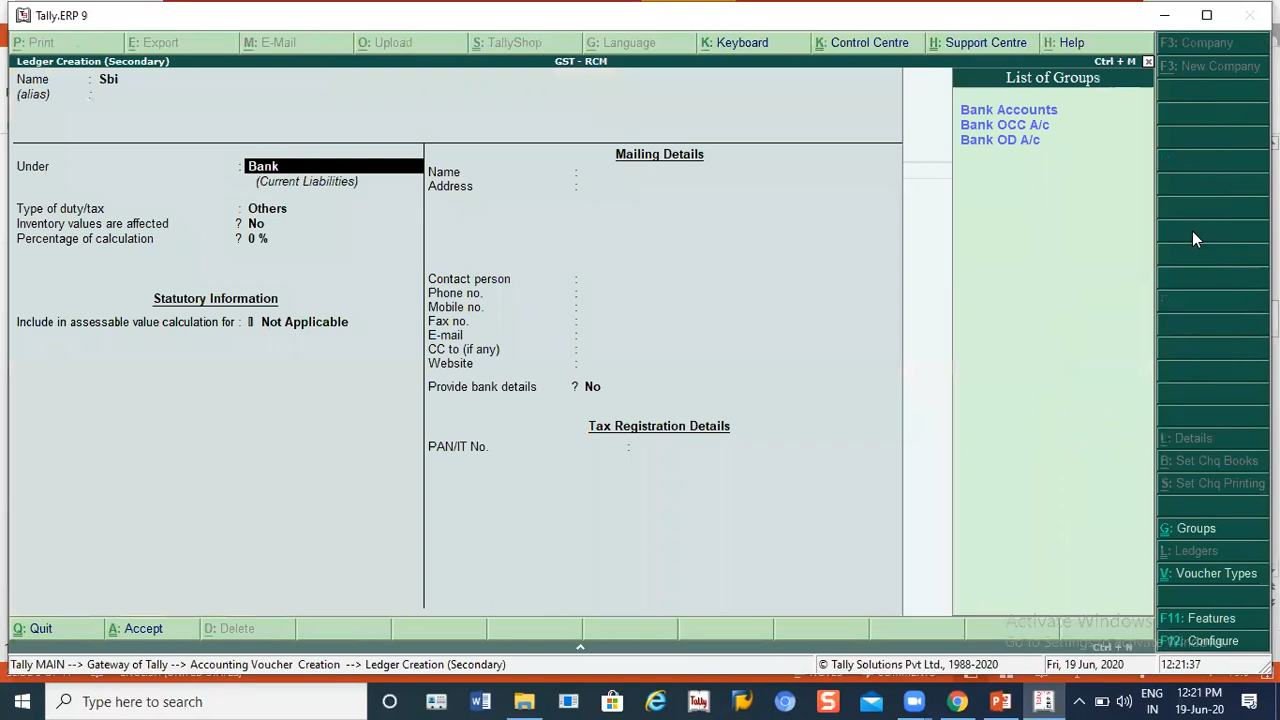 Tally.ERP 9
P: Print
E: Export
M: E-Mail
O: Upload
S: TallyShop
G: Language
K: Keyboard
K: Control Centre
H: Support Centre
H: Help
F3: Company
F3: New Company
Ledger Creation (Secondary)
GST - RCM
Ctrl + M
Name : Sbi
(alias) :
List of Groups
Bank Accounts
Bank OCC A/c
Bank OD A/c
Under : Bank
(Current Liabilities)
Type of duty/tax : Others
Inventory values are affected ? No
Percentage of calculation ? 0 %
Statutory Information
Include in assessable value calculation for : Not Applicable
Mailing Details
Name :
Address :
Contact person :
Phone no. :
Mobile no. :
Fax no. :
E-mail :
CC to (if any) :
Website :
Provide bank details ? No
Tax Registration Details
PAN/IT No. :
L: Details
B: Set Chq Books
S: Set Chq Printing
G: Groups
L: Ledgers
V: Voucher Types
F11: Features
F12: Configure
Activate Windows
Q: Quit
A: Accept
D: Delete
Ctrl + N
Tally MAIN --> Gateway of Tally --> Accounting Voucher Creation --> Ledger Creation (Secondary)
© Tally Solutions Pvt Ltd., 1988-2020
Fri, 19 Jun, 2020
12:21:37
Type here to search
Tally
ENG
IN
12:21 PM
19-Jun-20